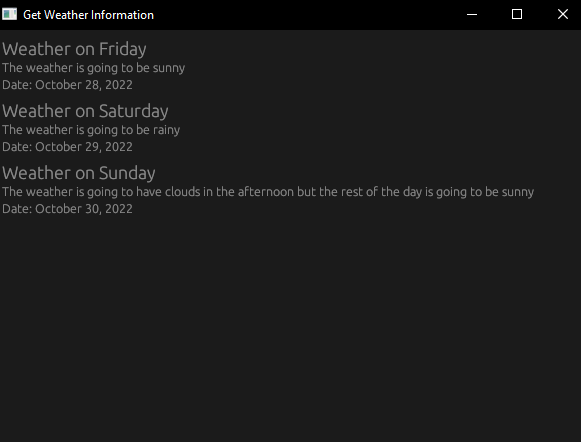 Get Weather Information
Weather on Friday
The weather is going to be sunny
Date: October 28, 2022
Weather on Saturday
The weather is going to be rainy
Date: October 29, 2022
Weather on Sunday
The weather is going to have clouds in the afternoon but the rest of the day is going to be sunny
Date: October 30, 2022